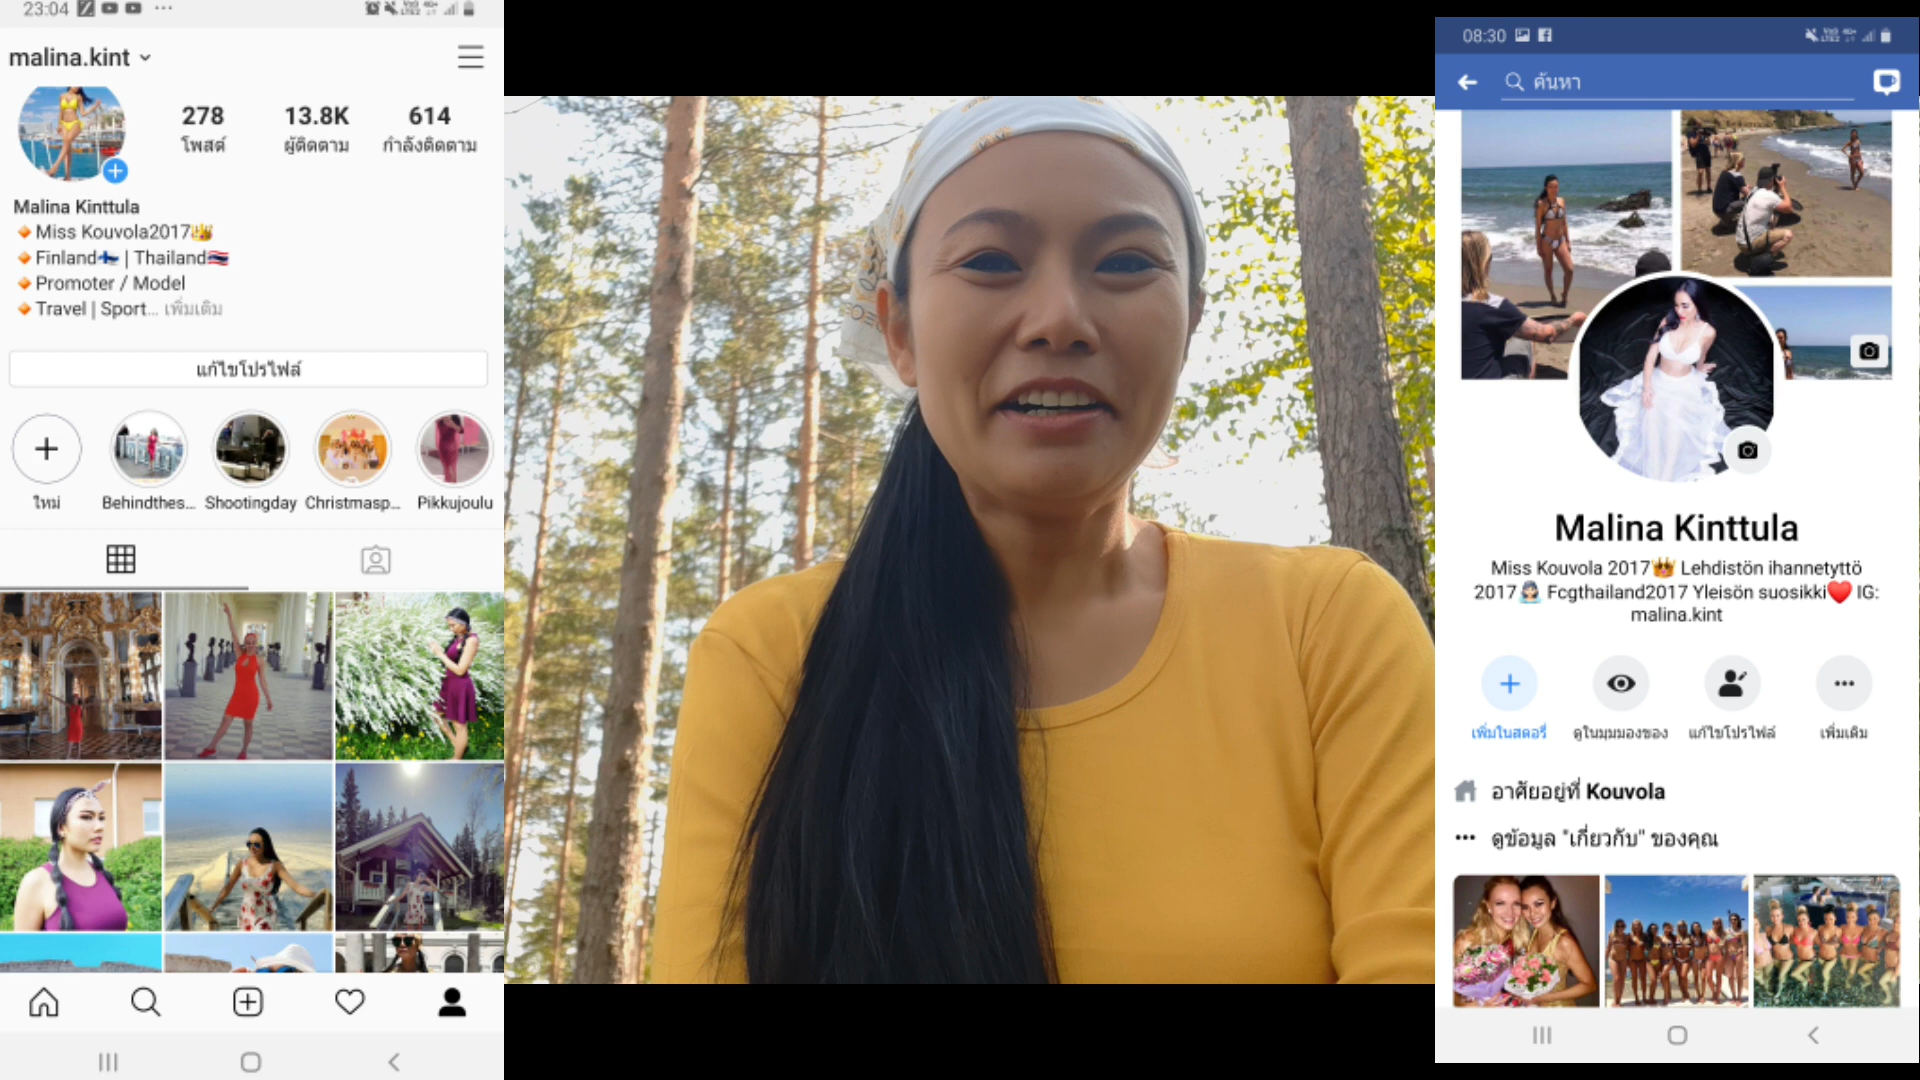 23:04
malina.kint
278
13.8K
614
โพสต์
ผู้ติดตาม
กำลังติดตาม
Malina Kinttula
🔸Miss Kouvola2017👑
🔸Finland🇫🇮 | Thailand🇹🇭
🔸Promoter / Model
🔸Travel | Sport... เพิ่มเติม
แก้ไขโปรไฟล์
ใหม่
Behindthes...
Shootingday
Christmasp...
Pikkujoulu
08:30
ค้นหา
Malina Kinttula
Miss Kouvola 2017👑 Lehdistön ihannetyttö
2017👰🏻 Fcgthailand2017 Yleisön suosikki❤️ IG:
malina.kint
เพิ่มในสตอรี่
ดูในมุมมองของ
แก้ไขโปรไฟล์
เพิ่มเติม
อาศัยอยู่ที่ Kouvola
ดูข้อมูล "เกี่ยวกับ" ของคุณ